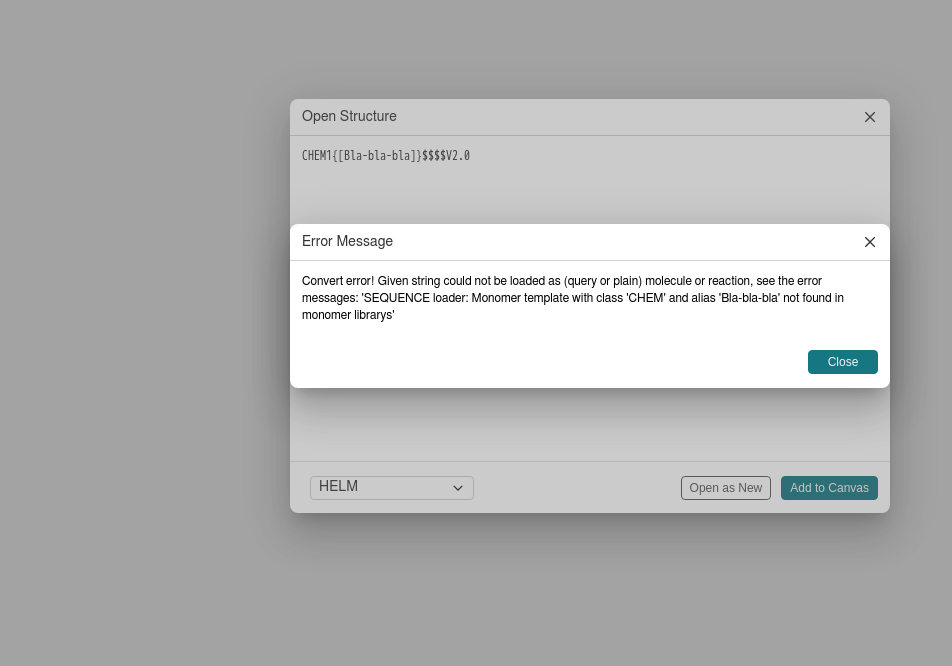 Open Structure
CHEM1{[Bla-bla-bla]}$$$$V2.0
Error Message
Convert error! Given string could not be loaded as (query or plain) molecule or reaction, see the error
messages: 'SEQUENCE loader: Monomer template with class 'CHEM' and alias 'Bla-bla-bla' not found in
monomer librarys'
Close
HELM
Open as New
Add to Canvas